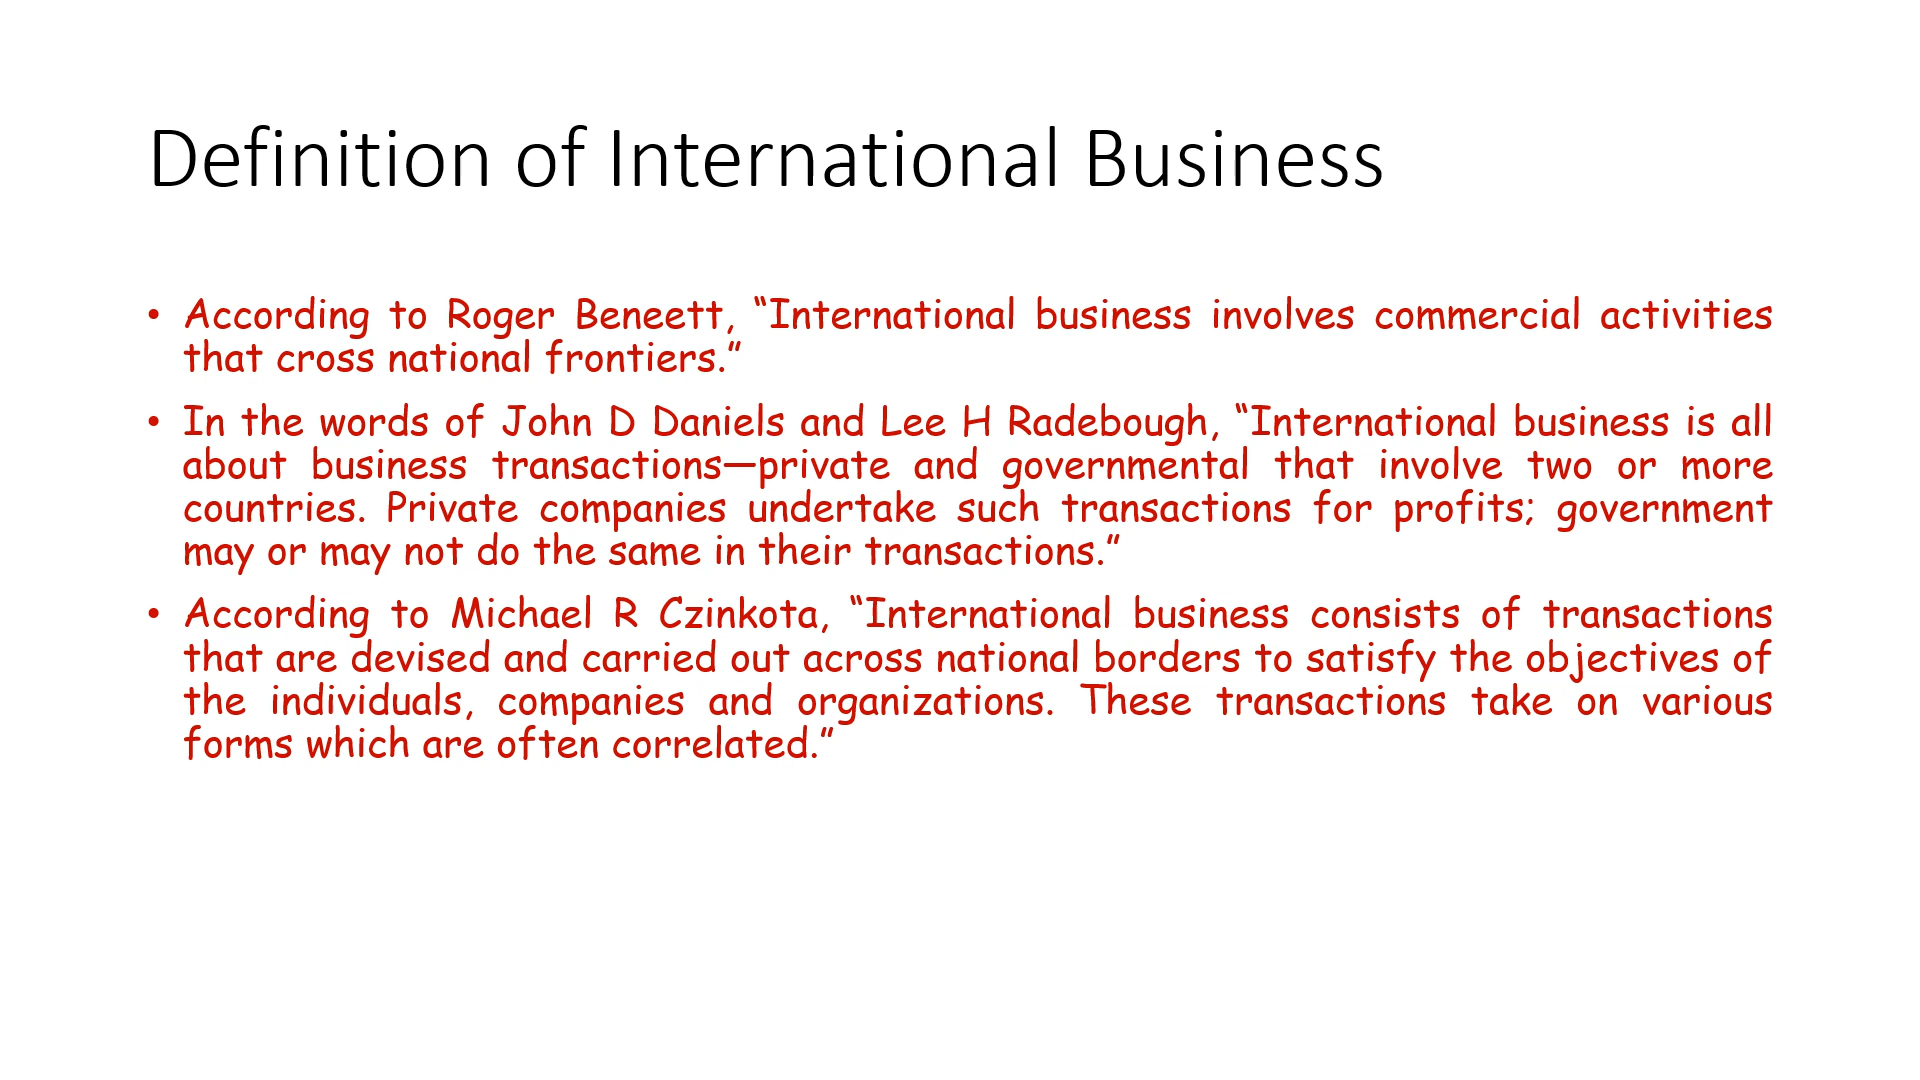 Definition of International Business
• According to Roger Beneett, “International business involves commercial activities
that cross national frontiers.”
• In the words of John D Daniels and Lee H Radebough, “International business is all
about business transactions—private and governmental that involve two or more
countries. Private companies undertake such transactions for profits; government
may or may not do the same in their transactions.”
• According to Michael R Czinkota, “International business consists of transactions
that are devised and carried out across national borders to satisfy the objectives of
the individuals, companies and organizations. These transactions take on various
forms which are often correlated.”